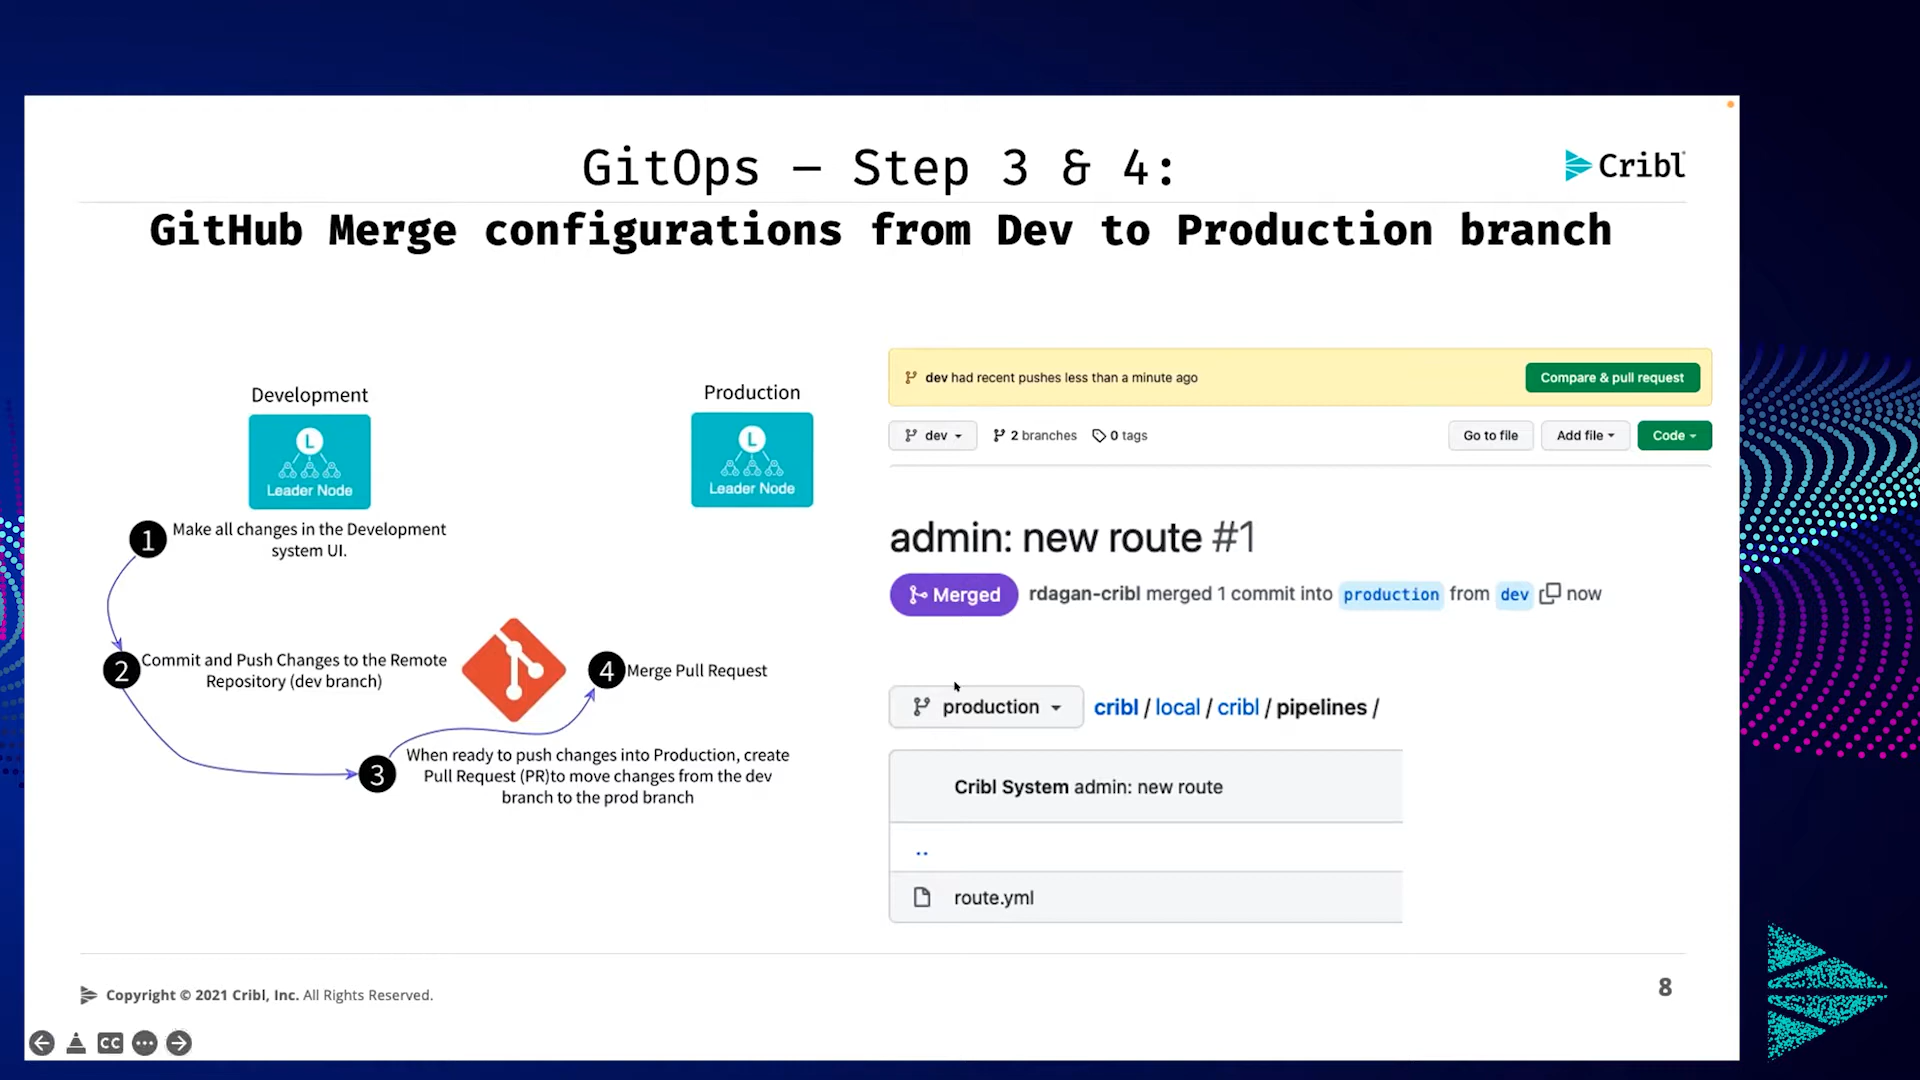 GitOps – Step 3 & 4:
Cribl
GitHub Merge configurations from Dev to Production branch
Development
L
Leader Node
Production
L
Leader Node
1 Make all changes in the Development
system UI.
2 Commit and Push Changes to the Remote
Repository (dev branch)
4 Merge Pull Request
3 When ready to push changes into Production, create
Pull Request (PR)to move changes from the dev
branch to the prod branch
dev had recent pushes less than a minute ago
Compare & pull request
dev
2 branches
0 tags
Go to file
Add file
Code
admin: new route #1
Merged rdagan-cribl merged 1 commit into production from dev now
production cribl / local / cribl / pipelines /
Cribl System admin: new route
..
route.yml
Copyright © 2021 Cribl, Inc. All Rights Reserved.
8
CC